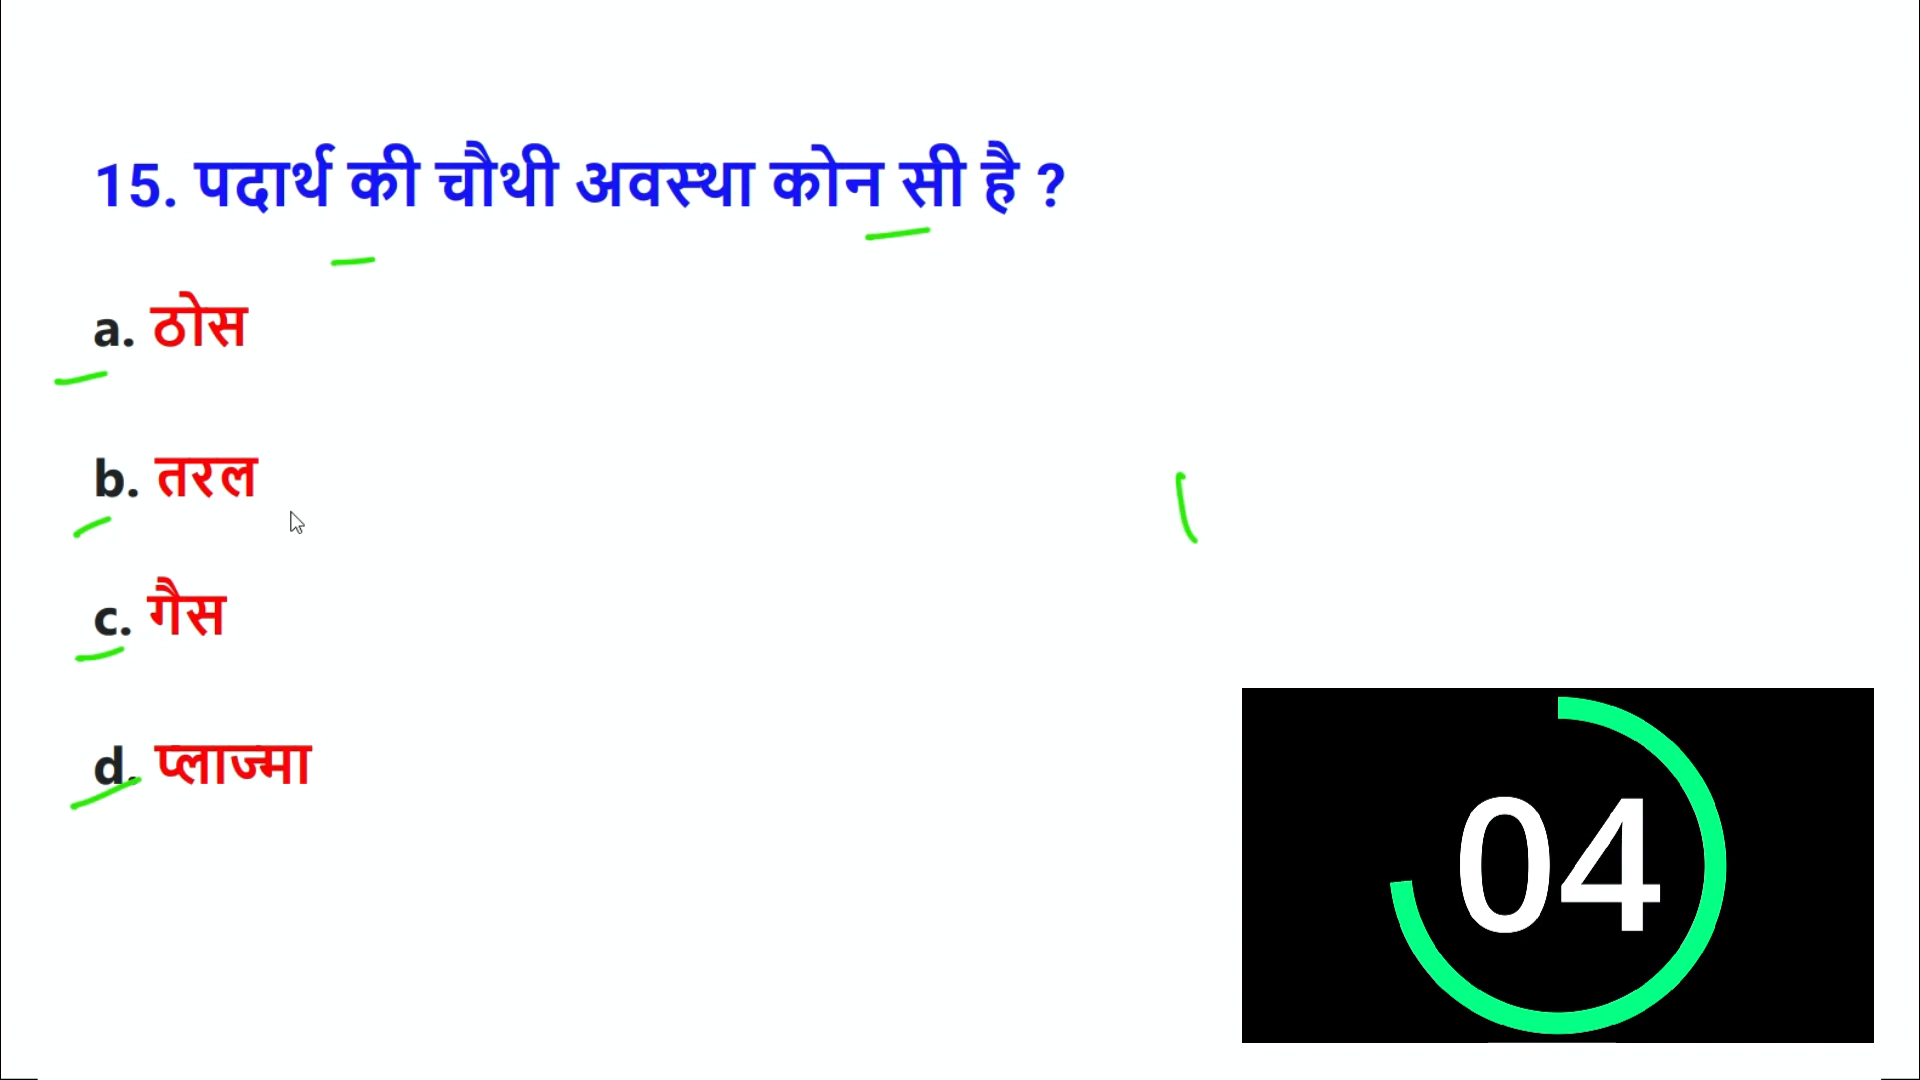 15. पदार्थ की चौथी अवस्था कोन सी है ?
a. ठोस
b. तरल
c. गैस
d. प्लाज्मा
04